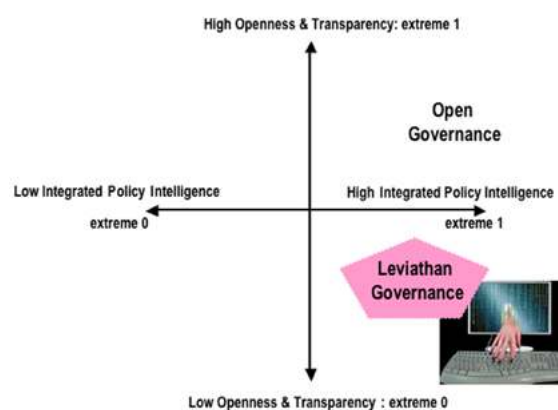 High Openness & Transparency: extreme 1
Open
Governance
Low Integrated Policy Intelligence
High Integrated Policy Intelligence
extreme 0
extreme 1
Leviathan
Governance
Low Openness & Transparency : extreme 0